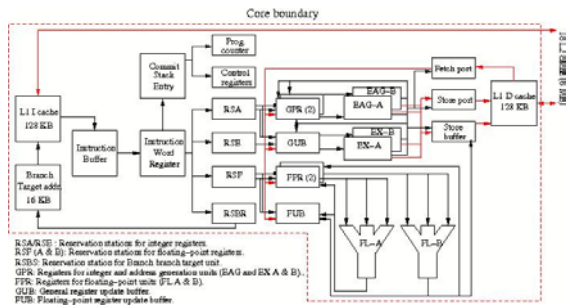 Core boundary
Prog.
counter
Commit
Stack
Entry
Control
registers
Fetch port
EAG-B
EAG-A
L1 I cache
128 KB
RSA
GPR (2)
Store port
L1 D cache
128 KB
Instruction
Buffer
Instruction
Word
Register
RSE
GUB
EX-B
EX-A
Store
buffer
Branch
Target addr.
16 KB
RSF
FPR (2)
RSBR
FUB
FL-A
FL-B
RSA/RSE : Reservation stations for integer registers.
RSF (A & B): Reservation stations for floating-point registers.
RSBS: Reservation station for Branch branch target unit.
GPR: Registers for integer and address generation units (EAG and EX A & B).
FPR: Registers for floating-point units (FL A & B).
GUB: General register update buffer.
FUB: Floating-point register update buffer.